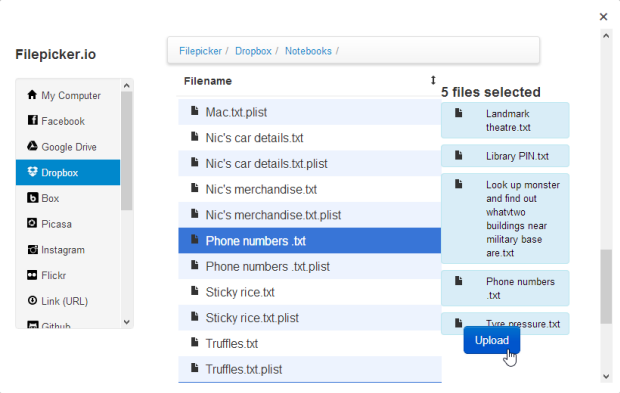 Filepicker.io
My Computer
Facebook
Google Drive
Dropbox
Box
Picasa
Instagram
Flickr
Link (URL)
Github
Filepicker / Dropbox / Notebooks /
Filename
Mac.txt.plist
Nic's car details.txt
Nic's car details.txt.plist
Nic's merchandise.txt
Nic's merchandise.txt.plist
Phone numbers .txt
Phone numbers .txt.plist
Sticky rice.txt
Sticky rice.txt.plist
Truffles.txt
Truffles.txt.plist
5 files selected
Landmark
theatre.txt
Library PIN.txt
Look up monster
and find out
whatvtwo
buildings near
military base
are.txt
Phone numbers
.txt
Tyre pressure.txt
Upload